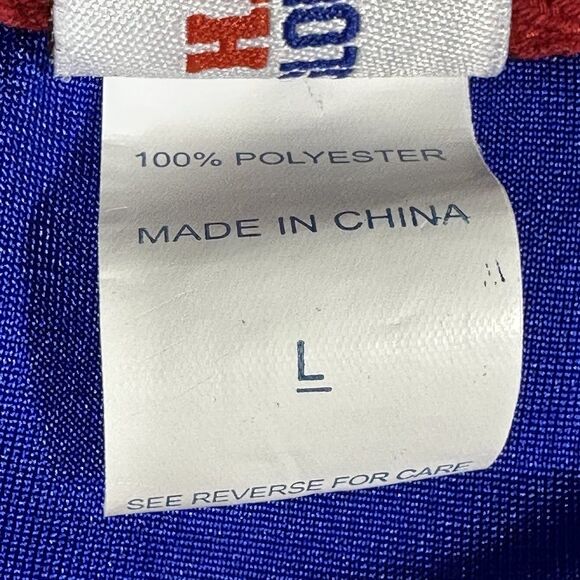 100% POLYESTER
MADE IN CHINA
L
SEE REVERSE FOR CARE